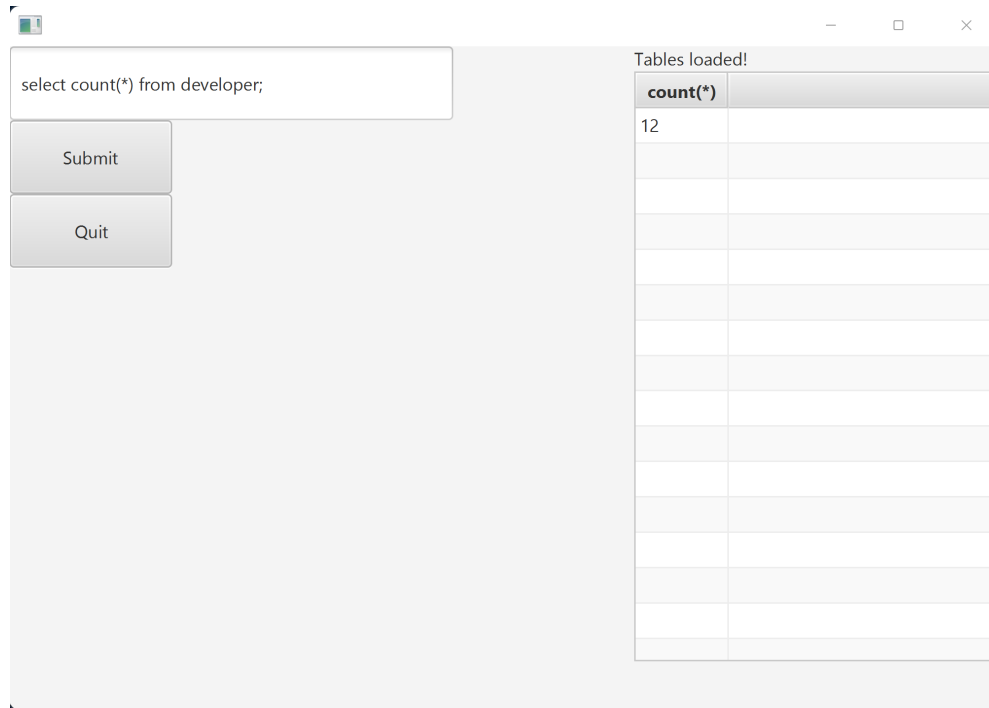 select count(*) from developer;
Submit
Quit
Tables loaded!
count(*)
12